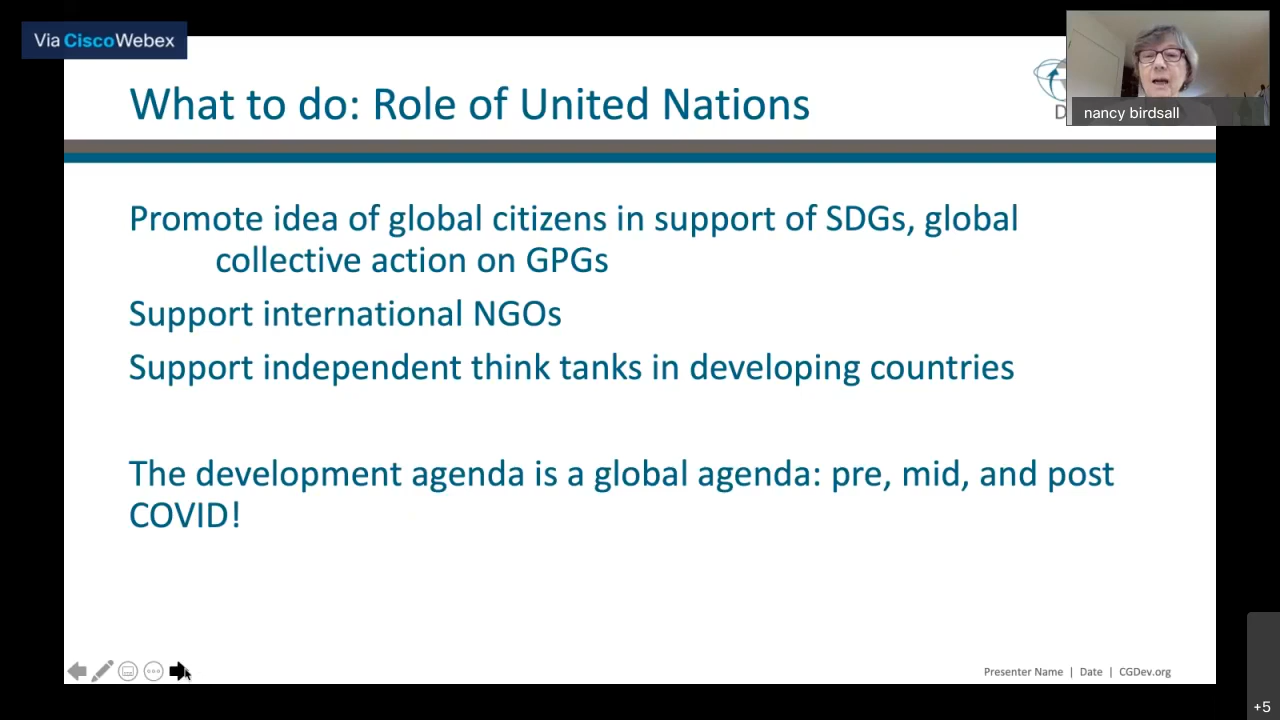 Via CiscoWebex
What to do: Role of United Nations
D
nancy birdsall
Promote idea of global citizens in support of SDGs, global
collective action on GPGs
Support international NGOs
Support independent think tanks in developing countries
The development agenda is a global agenda: pre, mid, and post
COVID!
Presenter Name | Date | CGDev.org
+5